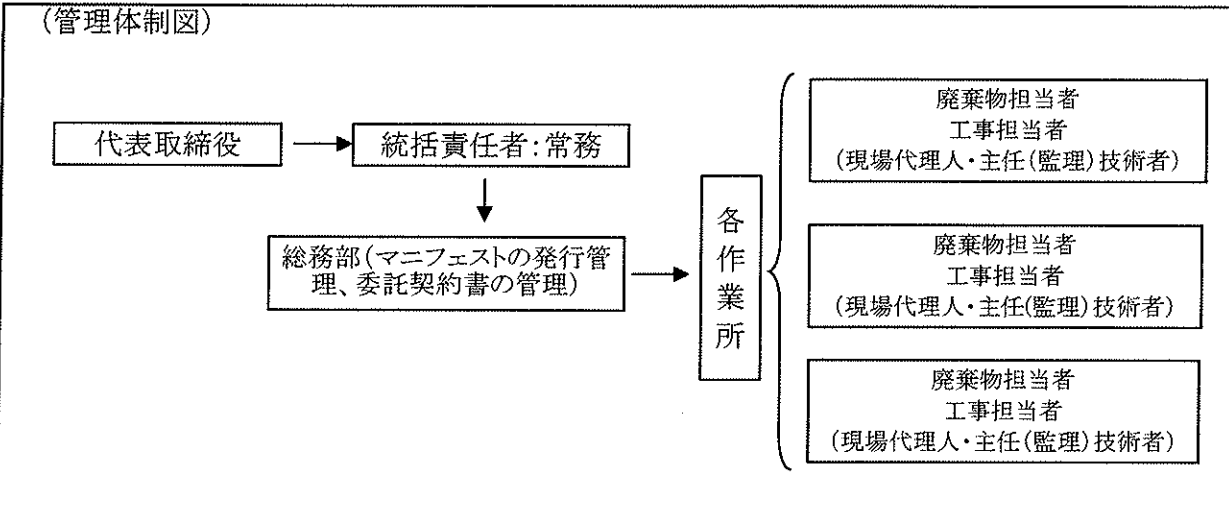 (管理体制図)
代表取締役
統括責任者:常務
総務部(マニフェストの発行管
理、委託契約書の管理)
各作業所
廃棄物担当者
工事担当者
(現場代理人・主任(監理)技術者)
廃棄物担当者
工事担当者
(現場代理人・主任(監理)技術者)
廃棄物担当者
工事担当者
(現場代理人・主任(監理)技術者)